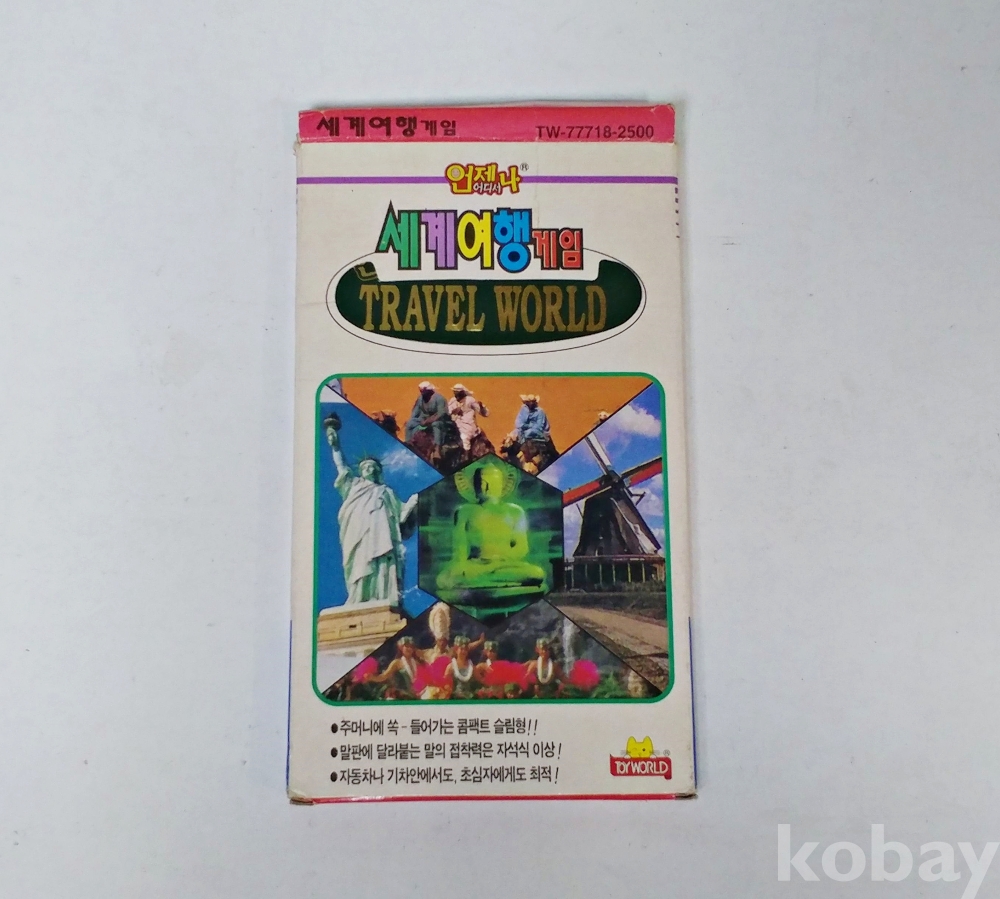 세계여행게임 TW-77718-2500
언제
어디서나®
세계여행게임
TRAVEL WORLD
●주머니에 쏙 - 들어가는 콤팩트 슬림형!!
●말판에 달라붙는 말의 접착력은 자석식 이상!
●자동차나 기차안에서도, 초심자에게도 최적!
TOY WORLD
kobay